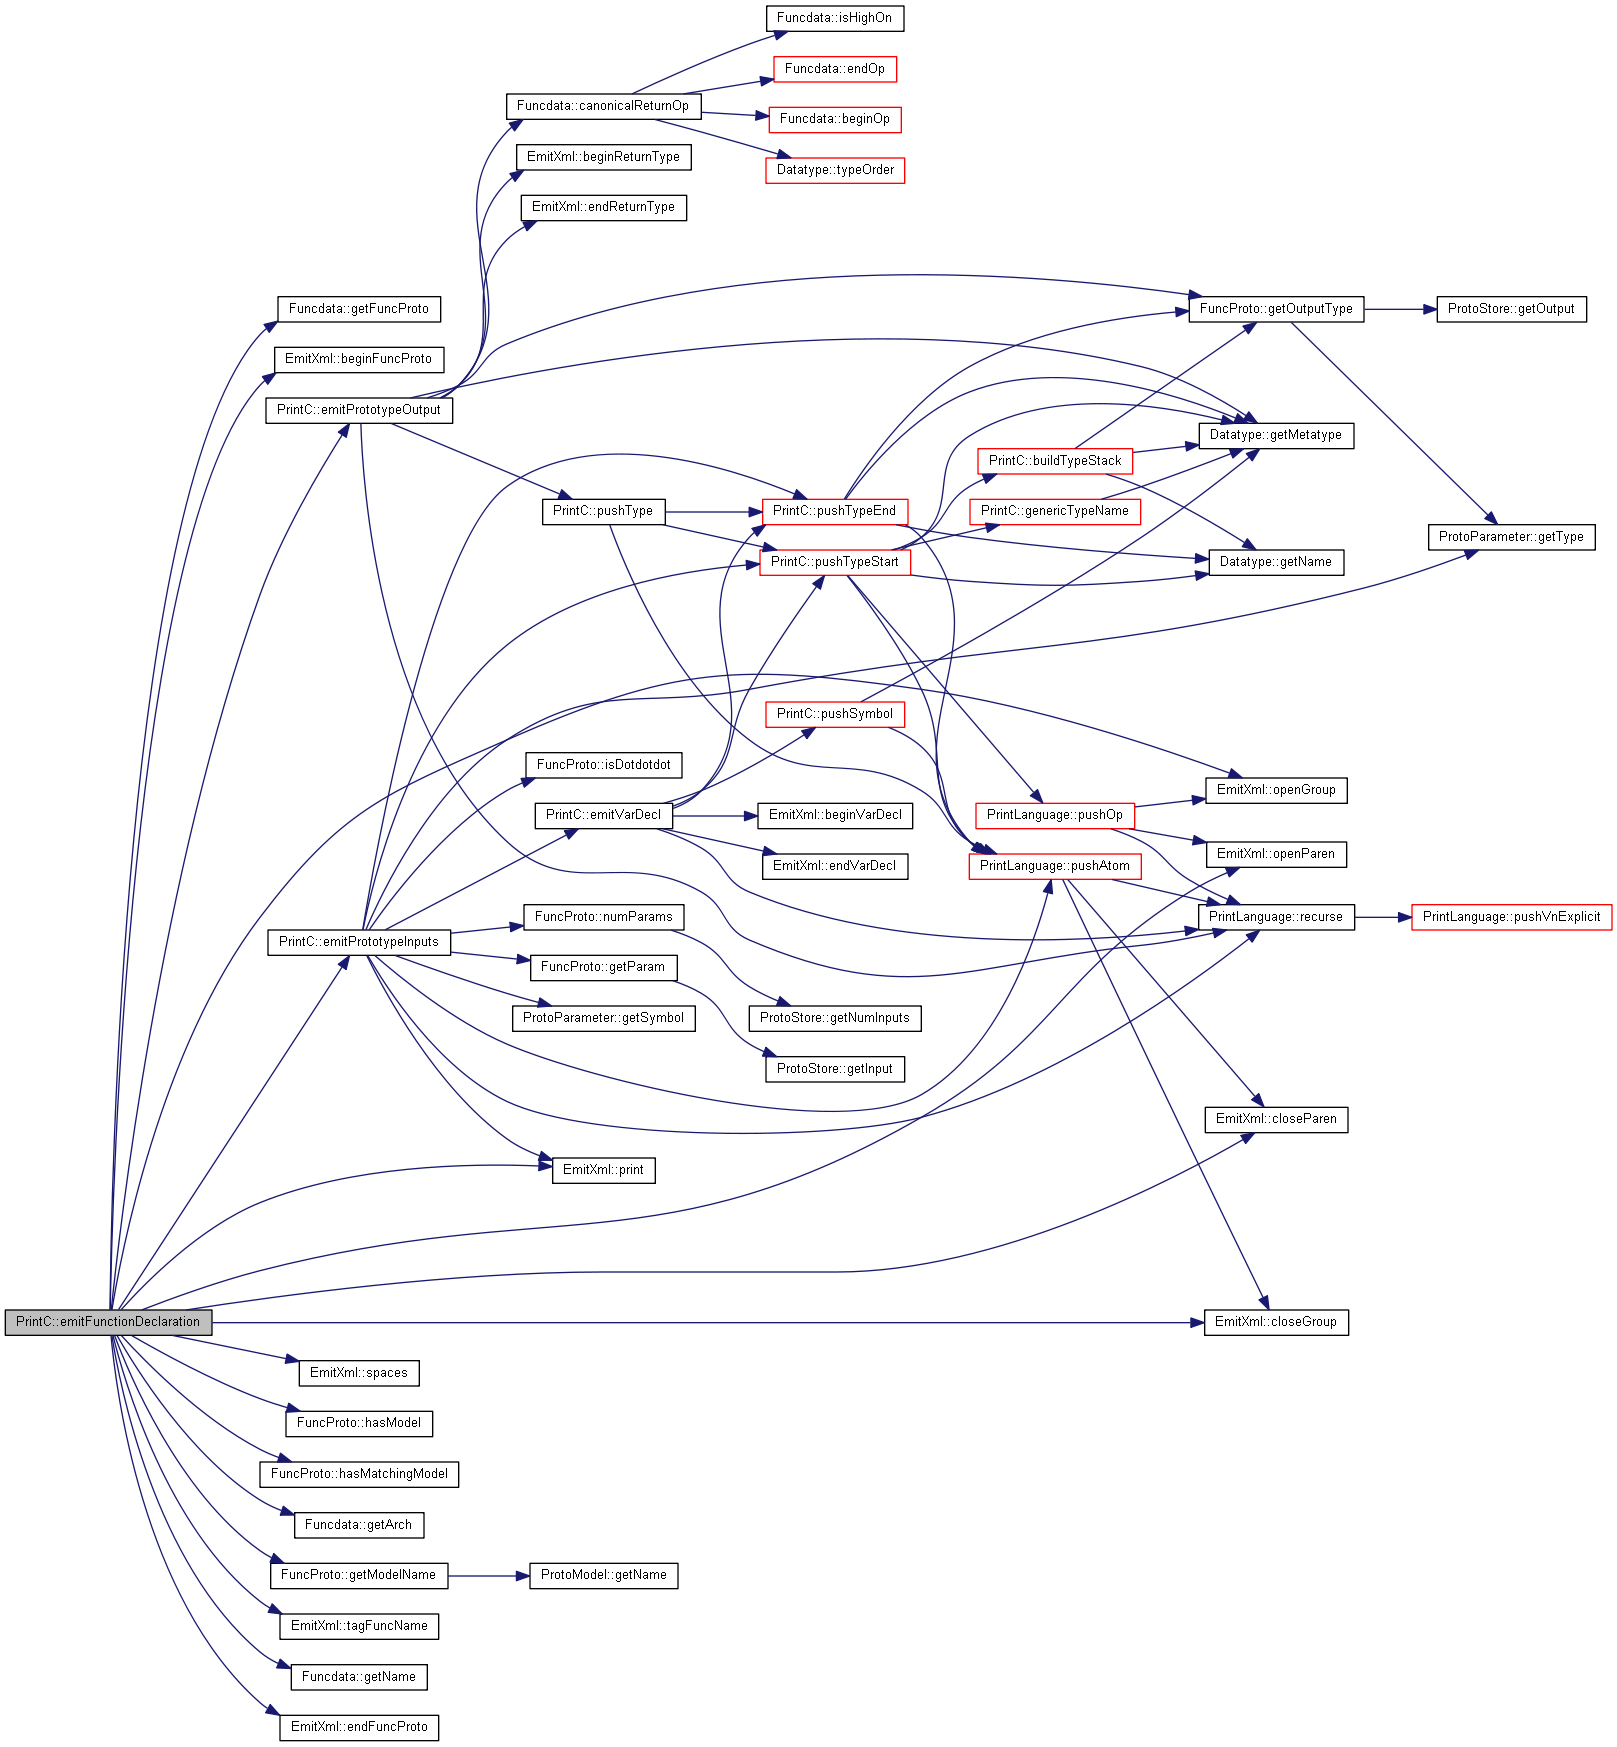 Funcdata::isHighOn
Funcdata::endOp
Funcdata::canonicalReturnOp
Funcdata::beginOp
EmitXml::beginReturnType
Datatype::typeOrder
EmitXml::endReturnType
Funcdata::getFuncProto
FuncProto::getOutputType
ProtoStore::getOutput
EmitXml::beginFuncProto
PrintC::emitPrototypeOutput
Datatype::getMetatype
PrintC::buildTypeStack
PrintC::pushType
PrintC::pushTypeEnd
PrintC::genericTypeName
ProtoParameter::getType
PrintC::pushTypeStart
Datatype::getName
PrintC::pushSymbol
FuncProto::isDotdotdot
EmitXml::openGroup
PrintC::emitVarDecl
EmitXml::beginVarDecl
PrintLanguage::pushOp
EmitXml::openParen
EmitXml::endVarDecl
PrintLanguage::pushAtom
FuncProto::numParams
PrintLanguage::recurse
PrintLanguage::pushVnExplicit
PrintC::emitPrototypeInputs
FuncProto::getParam
ProtoParameter::getSymbol
ProtoStore::getNumInputs
ProtoStore::getInput
EmitXml::closeParen
EmitXml::print
PrintC::emitFunctionDeclaration
EmitXml::closeGroup
EmitXml::spaces
FuncProto::hasModel
FuncProto::hasMatchingModel
Funcdata::getArch
FuncProto::getModelName
ProtoModel::getName
EmitXml::tagFuncName
Funcdata::getName
EmitXml::endFuncProto